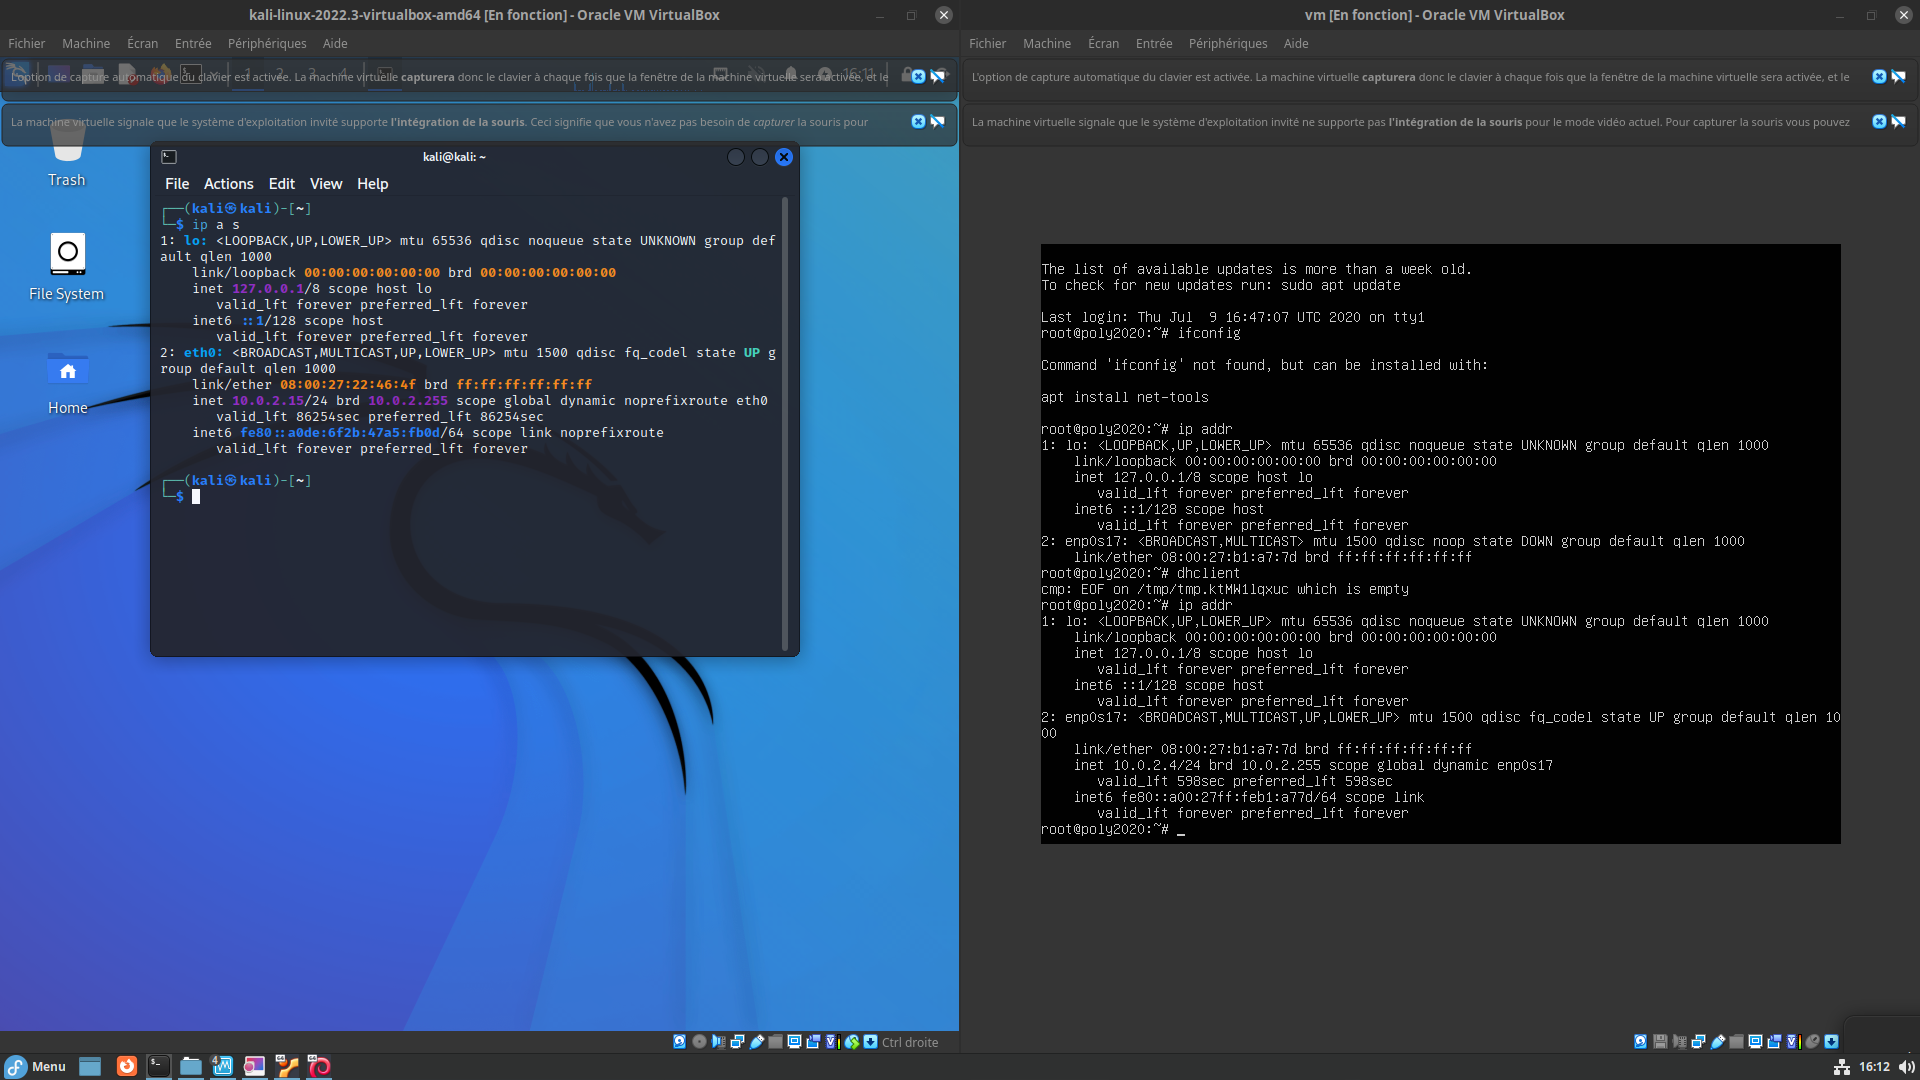 kali-linux-2022.3-virtualbox-amd64 [En fonction] - Oracle VM VirtualBox
Fichier Machine Écran Entrée Périphériques Aide
L'option de capture automatique du clavier est activée. La machine virtuelle capturera donc le clavier à chaque fois que la fenêtre de la machine virtuelle sera activée, et le
La machine virtuelle signale que le système d'exploitation invité supporte l'intégration de la souris. Ceci signifie que vous n'avez pas besoin de capturer la souris pour
Trash
File System
Home
kali@kali: ~
File Actions Edit View Help
┌──(kali㉿kali)-[~]
└─$ ip a s
1: lo: <LOOPBACK,UP,LOWER_UP> mtu 65536 qdisc noqueue state UNKNOWN group def
ault qlen 1000
link/loopback 00:00:00:00:00:00 brd 00:00:00:00:00:00
inet 127.0.0.1/8 scope host lo
valid_lft forever preferred_lft forever
inet6 ::1/128 scope host
valid_lft forever preferred_lft forever
2: eth0: <BROADCAST,MULTICAST,UP,LOWER_UP> mtu 1500 qdisc fq_codel state UP g
roup default qlen 1000
link/ether 08:00:27:22:46:4f brd ff:ff:ff:ff:ff:ff
inet 10.0.2.15/24 brd 10.0.2.255 scope global dynamic noprefixroute eth0
valid_lft 86254sec preferred_lft 86254sec
inet6 fe80::a0de:6f2b:47a5:fb0d/64 scope link noprefixroute
valid_lft forever preferred_lft forever
┌──(kali㉿kali)-[~]
└─$
Ctrl droite
vm [En fonction] - Oracle VM VirtualBox
Fichier Machine Écran Entrée Périphériques Aide
L'option de capture automatique du clavier est activée. La machine virtuelle capturera donc le clavier à chaque fois que la fenêtre de la machine virtuelle sera activée, et le
La machine virtuelle signale que le système d'exploitation invité ne supporte pas l'intégration de la souris pour le mode vidéo actuel. Pour capturer la souris vous pouvez
The list of available updates is more than a week old.
To check for new updates run: sudo apt update
Last login: Thu Jul  9 16:47:07 UTC 2020 on tty1
root@poly2020:~# ifconfig
Command 'ifconfig' not found, but can be installed with:
apt install net-tools
root@poly2020:~# ip addr
1: lo: <LOOPBACK,UP,LOWER_UP> mtu 65536 qdisc noqueue state UNKNOWN group default qlen 1000
link/loopback 00:00:00:00:00:00 brd 00:00:00:00:00:00
inet 127.0.0.1/8 scope host lo
valid_lft forever preferred_lft forever
inet6 ::1/128 scope host
valid_lft forever preferred_lft forever
2: enp0s17: <BROADCAST,MULTICAST> mtu 1500 qdisc noop state DOWN group default qlen 1000
link/ether 08:00:27:b1:a7:7d brd ff:ff:ff:ff:ff:ff
root@poly2020:~# dhclient
cmp: EOF on /tmp/tmp.ktMW1lqxuc which is empty
root@poly2020:~# ip addr
1: lo: <LOOPBACK,UP,LOWER_UP> mtu 65536 qdisc noqueue state UNKNOWN group default qlen 1000
link/loopback 00:00:00:00:00:00 brd 00:00:00:00:00:00
inet 127.0.0.1/8 scope host lo
valid_lft forever preferred_lft forever
inet6 ::1/128 scope host
valid_lft forever preferred_lft forever
2: enp0s17: <BROADCAST,MULTICAST,UP,LOWER_UP> mtu 1500 qdisc fq_codel state UP group default qlen 10
00
link/ether 08:00:27:b1:a7:7d brd ff:ff:ff:ff:ff:ff
inet 10.0.2.4/24 brd 10.0.2.255 scope global dynamic enp0s17
valid_lft 598sec preferred_lft 598sec
inet6 fe80::a00:27ff:feb1:a77d/64 scope link
valid_lft forever preferred_lft forever
root@poly2020:~# _
Menu
16:12